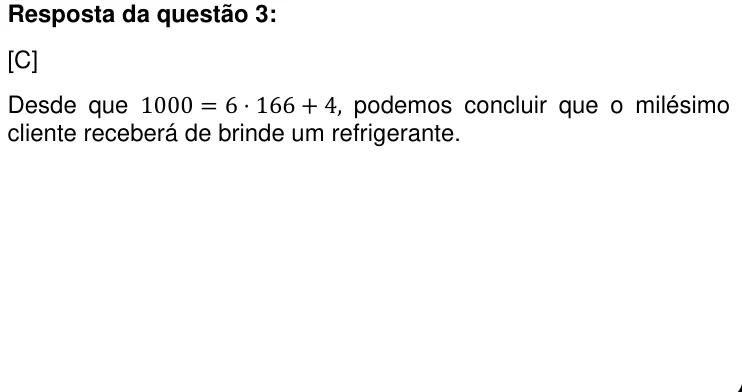 Resposta da questão 3:
[C]
Desde que 1000 = 6 · 166 + 4, podemos concluir que o milésimo
cliente receberá de brinde um refrigerante.